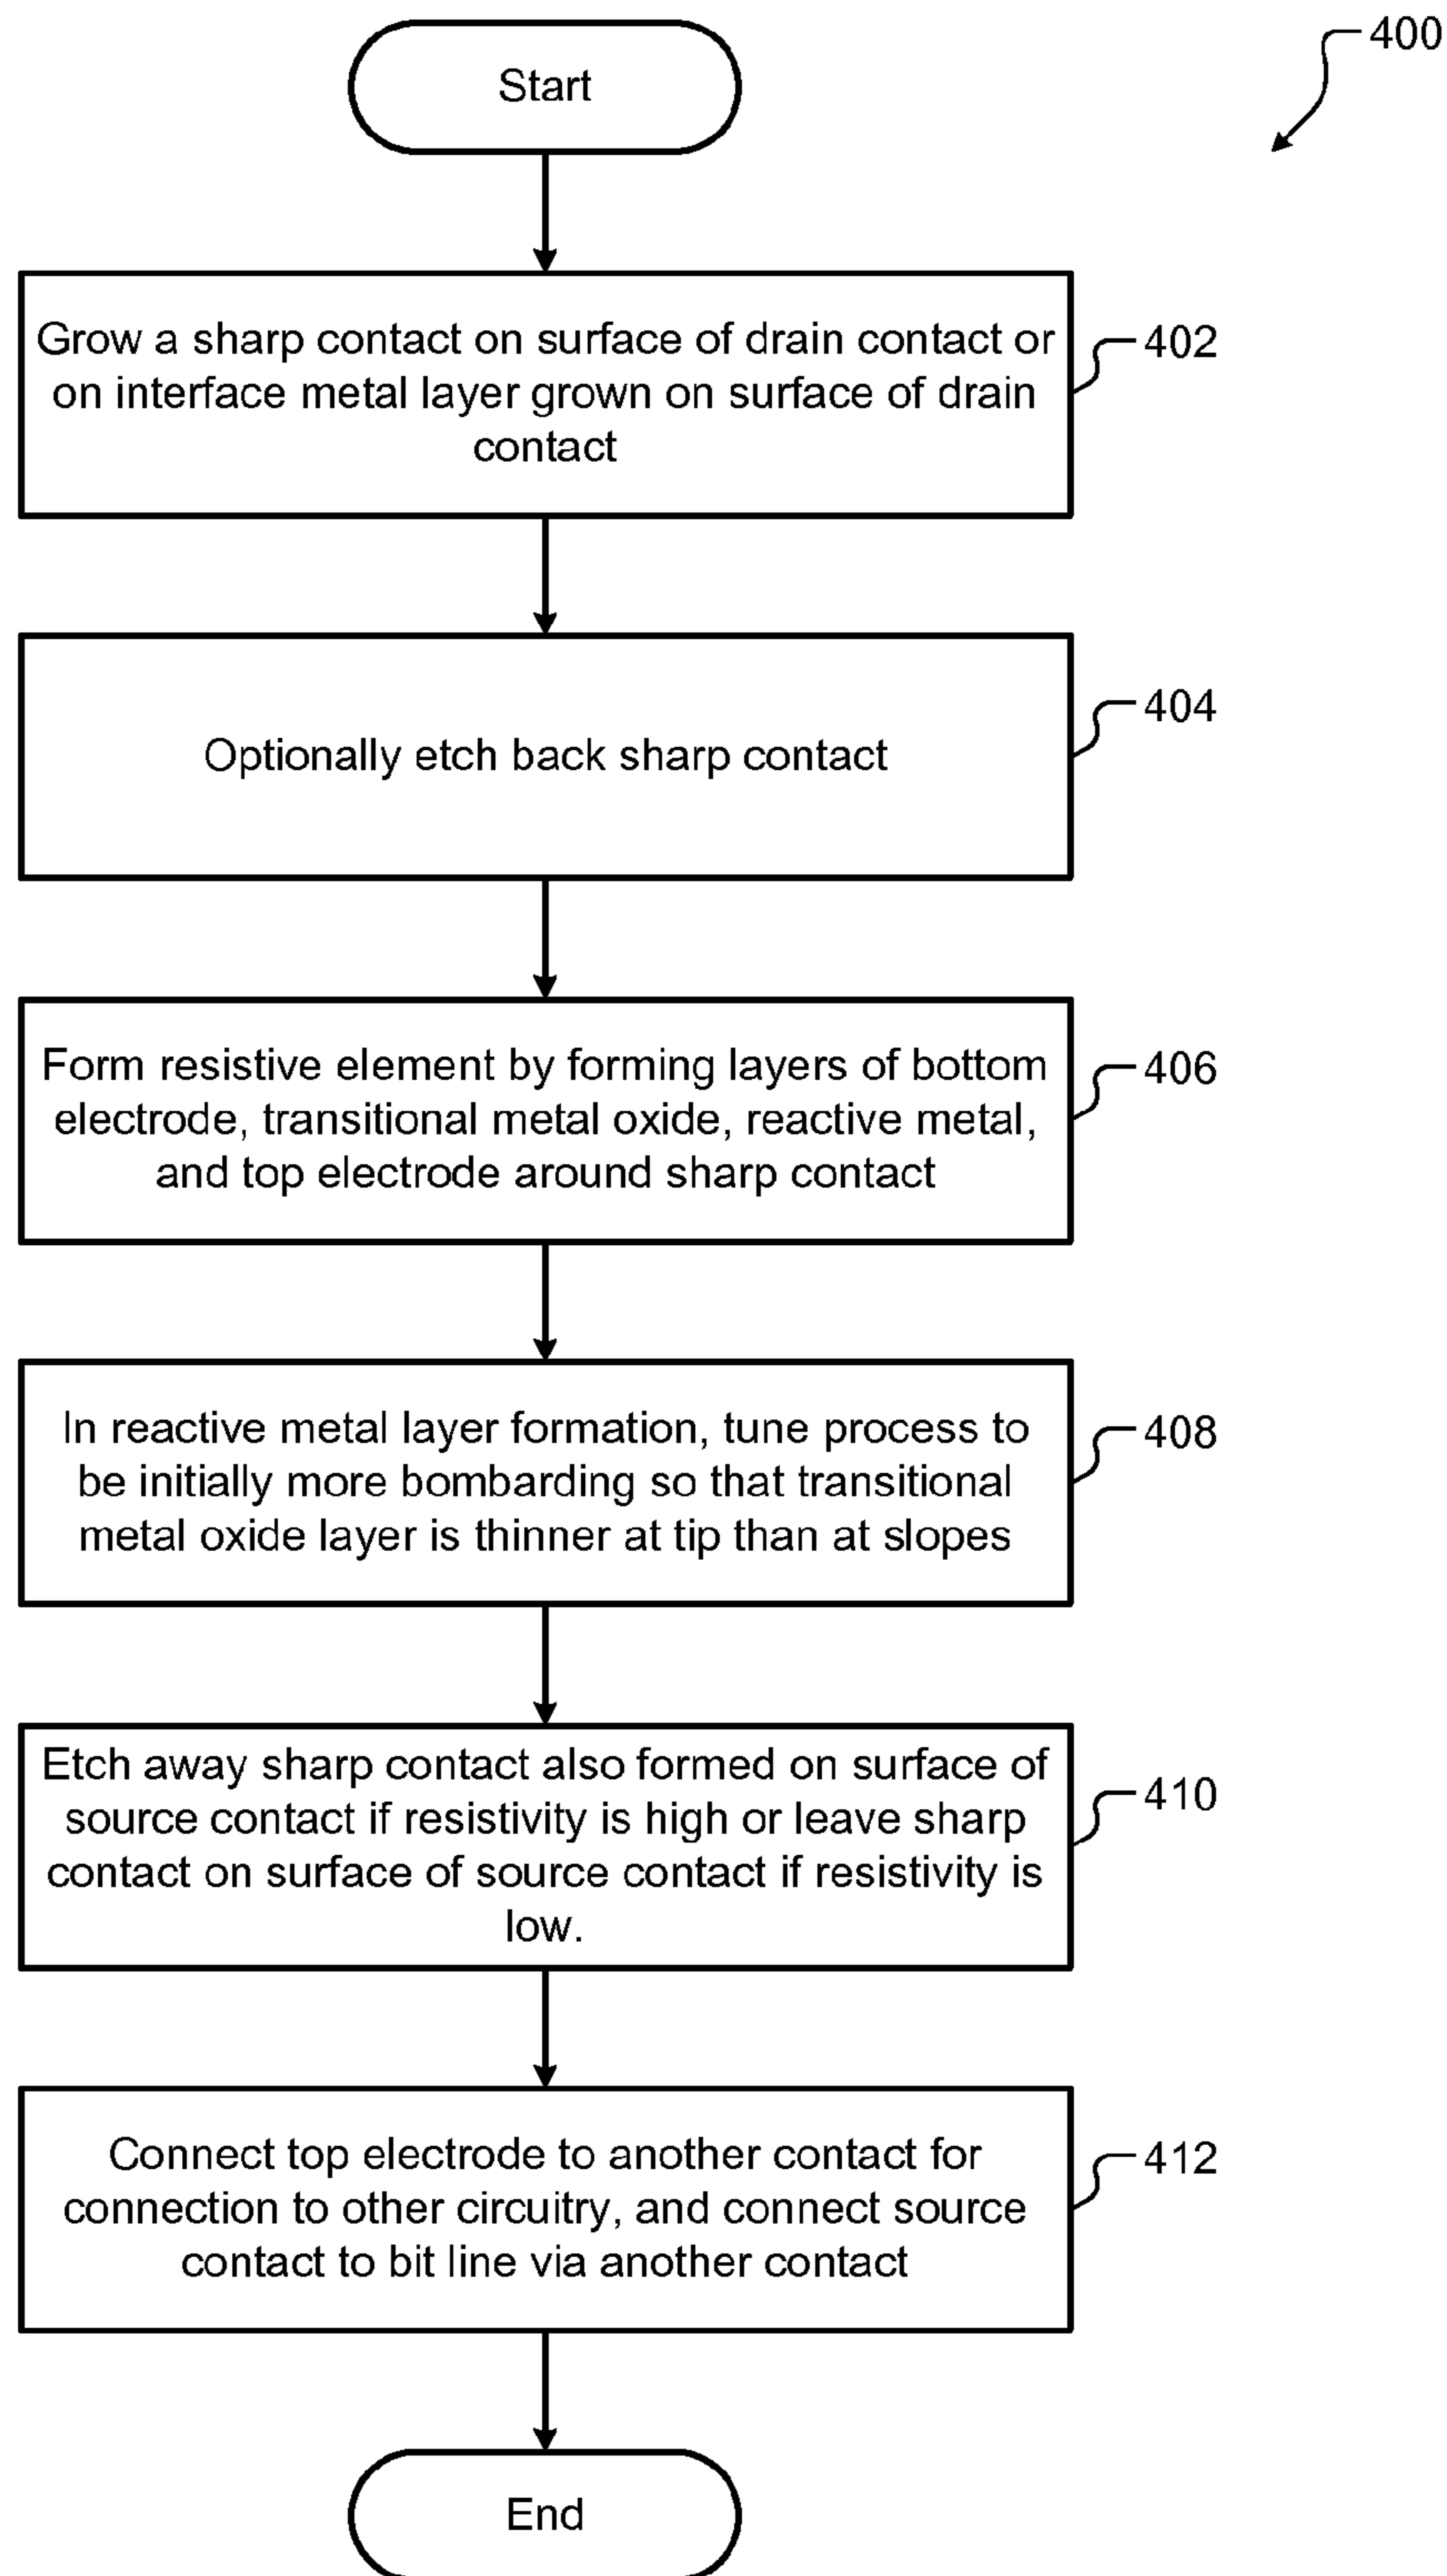 400
Start
Grow a sharp contact on surface of drain contact or
on interface metal layer grown on surface of drain
contact
402
Optionally etch back sharp contact
404
Form resistive element by forming layers of bottom
electrode, transitional metal oxide, reactive metal,
and top electrode around sharp contact
406
In reactive metal layer formation, tune process to
be initially more bombarding so that transitional
metal oxide layer is thinner at tip than at slopes
408
Etch away sharp contact also formed on surface of
source contact if resistivity is high or leave sharp
contact on surface of source contact if resistivity is
low.
410
Connect top electrode to another contact for
connection to other circuitry, and connect source
contact to bit line via another contact
412
End